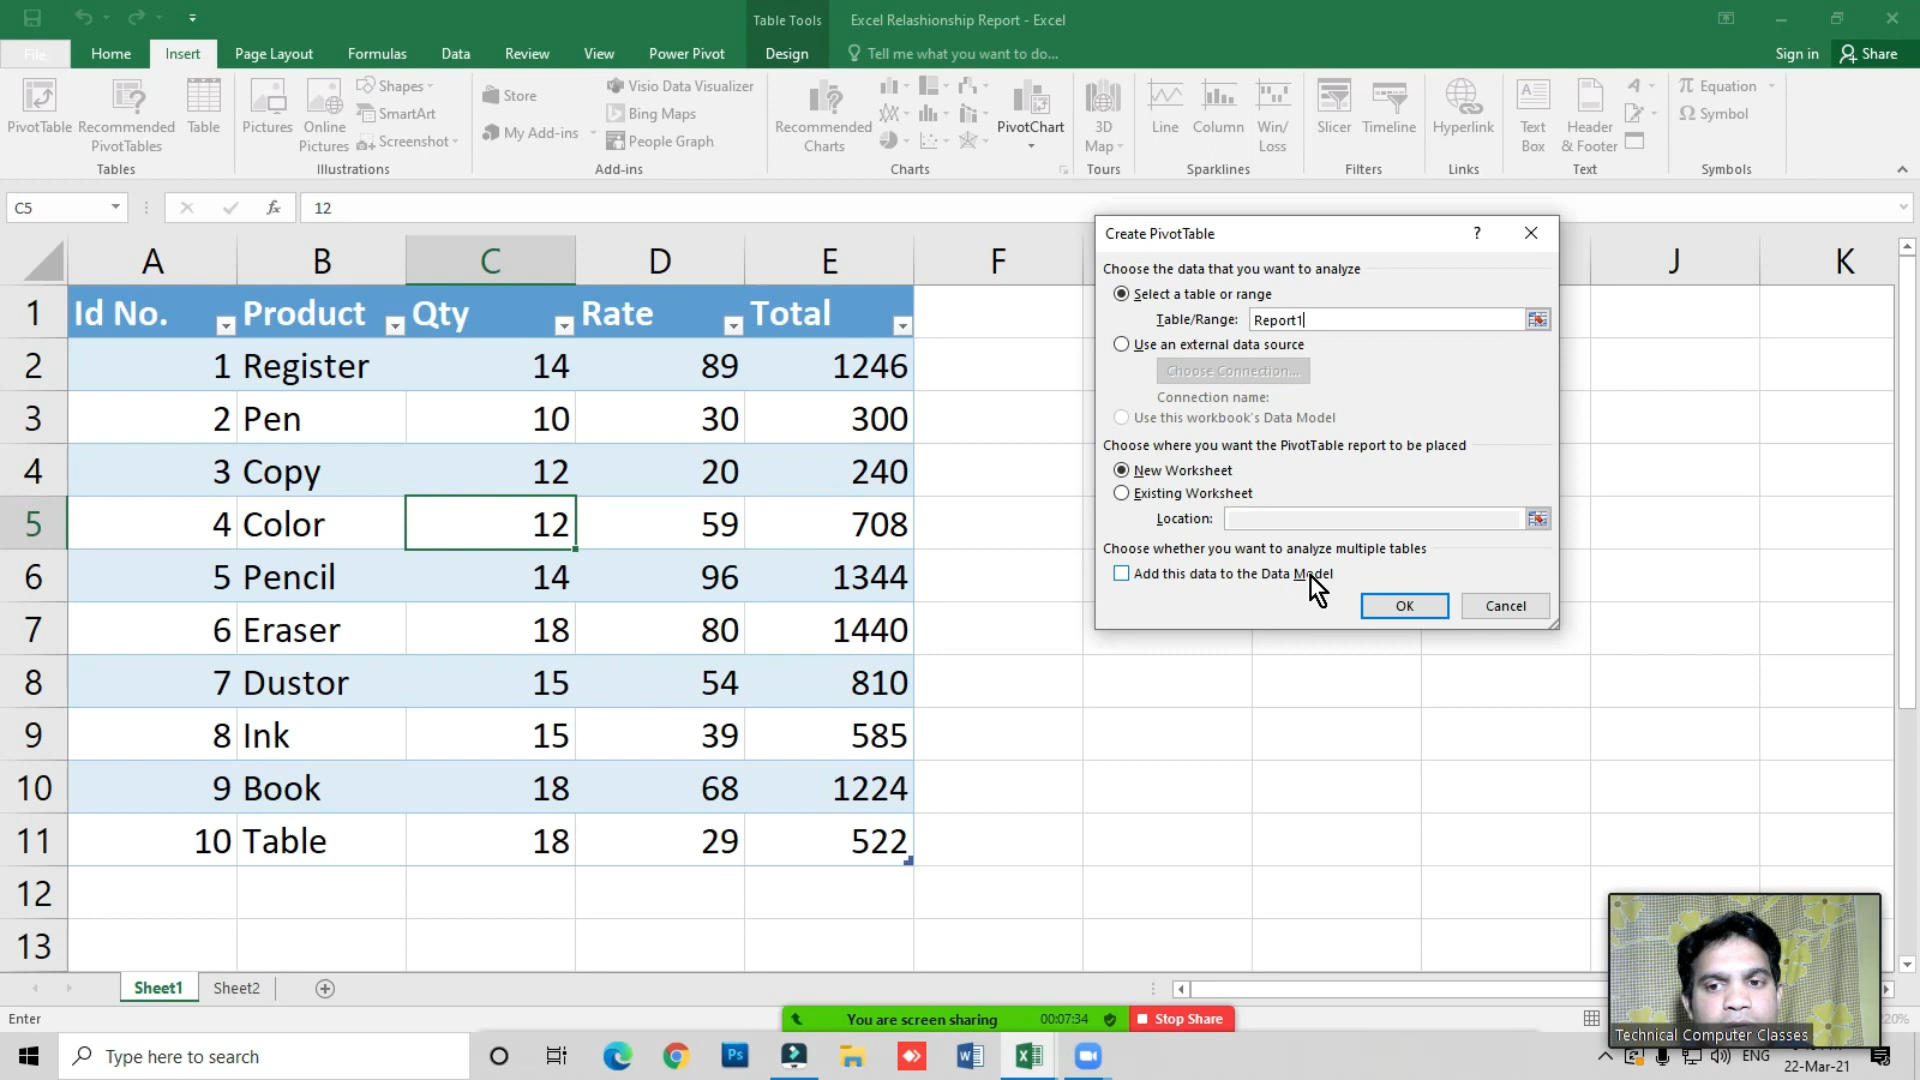 Table Tools
Excel Relashionship Report - Excel
File
Home
Insert
Page Layout
Formulas
Data
Review
View
Power Pivot
Design
Tell me what you want to do...
Sign in
Share
PivotTable
Recommended
PivotTables
Table
Tables
Pictures
Online
Pictures
Shapes
SmartArt
Screenshot
Illustrations
Store
My Add-ins
Visio Data Visualizer
Bing Maps
People Graph
Add-ins
Recommended
Charts
PivotChart
Charts
3D
Map
Tours
Line
Column
Win/
Loss
Sparklines
Slicer
Timeline
Filters
Hyperlink
Links
Text
Box
Header
& Footer
Text
Equation
Symbol
Symbols
C5
fx
12
A B C D E F J K
1 Id No. Product Qty Rate Total
2 1 Register 14 89 1246
3 2 Pen 10 30 300
4 3 Copy 12 20 240
5 4 Color 12 59 708
6 5 Pencil 14 96 1344
7 6 Eraser 18 80 1440
8 7 Dustor 15 54 810
9 8 Ink 15 39 585
10 9 Book 18 68 1224
11 10 Table 18 29 522
12
13
Create PivotTable
?
Choose the data that you want to analyze
Select a table or range
Table/Range: Report1
Use an external data source
Choose Connection...
Connection name:
Use this workbook's Data Model
Choose where you want the PivotTable report to be placed
New Worksheet
Existing Worksheet
Location:
Choose whether you want to analyze multiple tables
Add this data to the Data Model
OK
Cancel
Sheet1
Sheet2
Enter
You are screen sharing
00:07:34
Stop Share
Technical Computer Classes
Type here to search
Ps
ENG
22-Mar-21